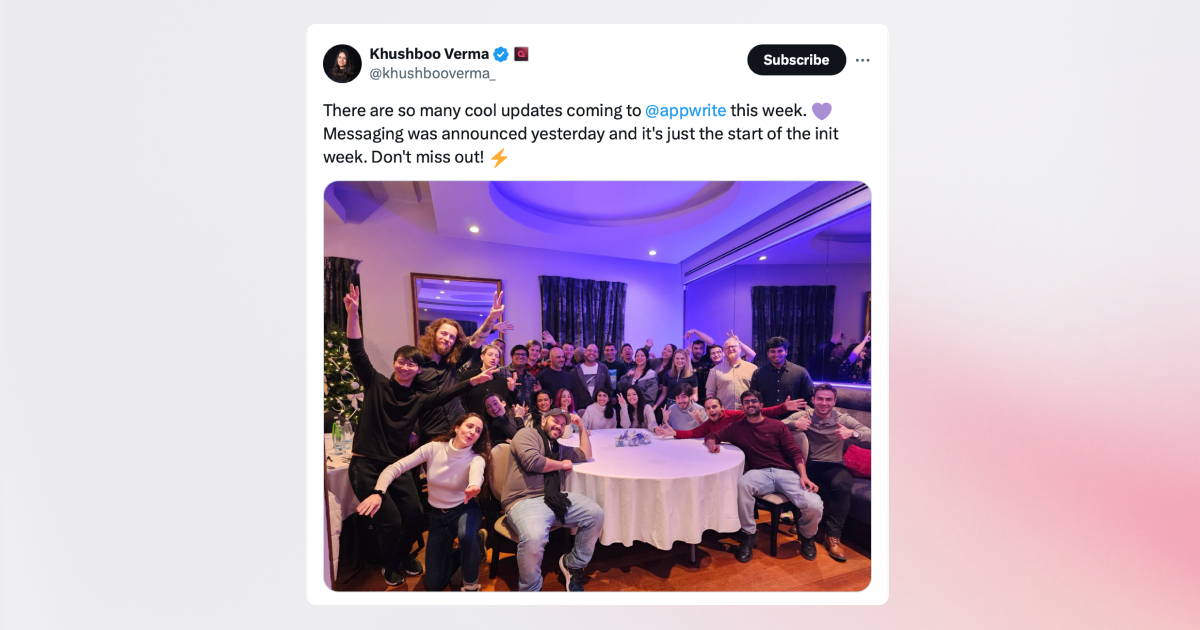 Khushboo Verma
@khushbooverma_
Subscribe
There are so many cool updates coming to @appwrite this week. 💜
Messaging was announced yesterday and it's just the start of the init
week. Don't miss out! ⚡